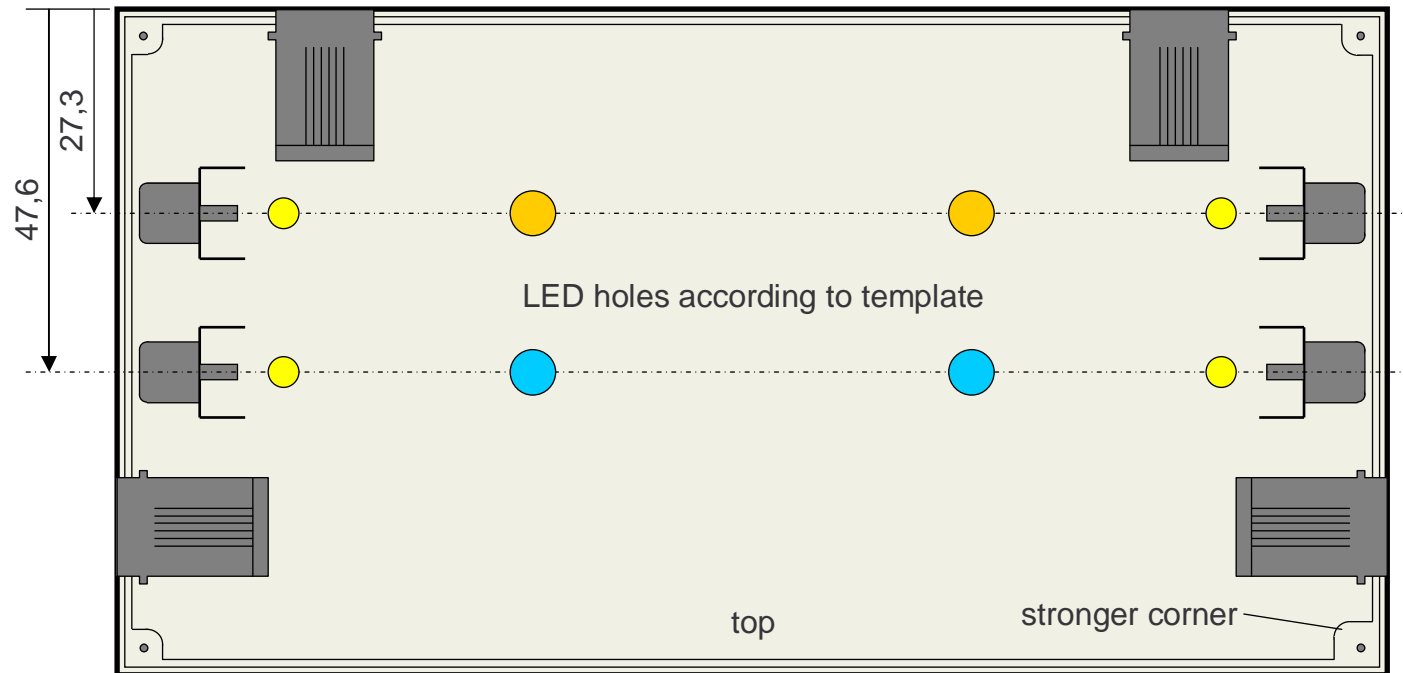 27,3
47,6
LED holes according to template
stronger corner
top